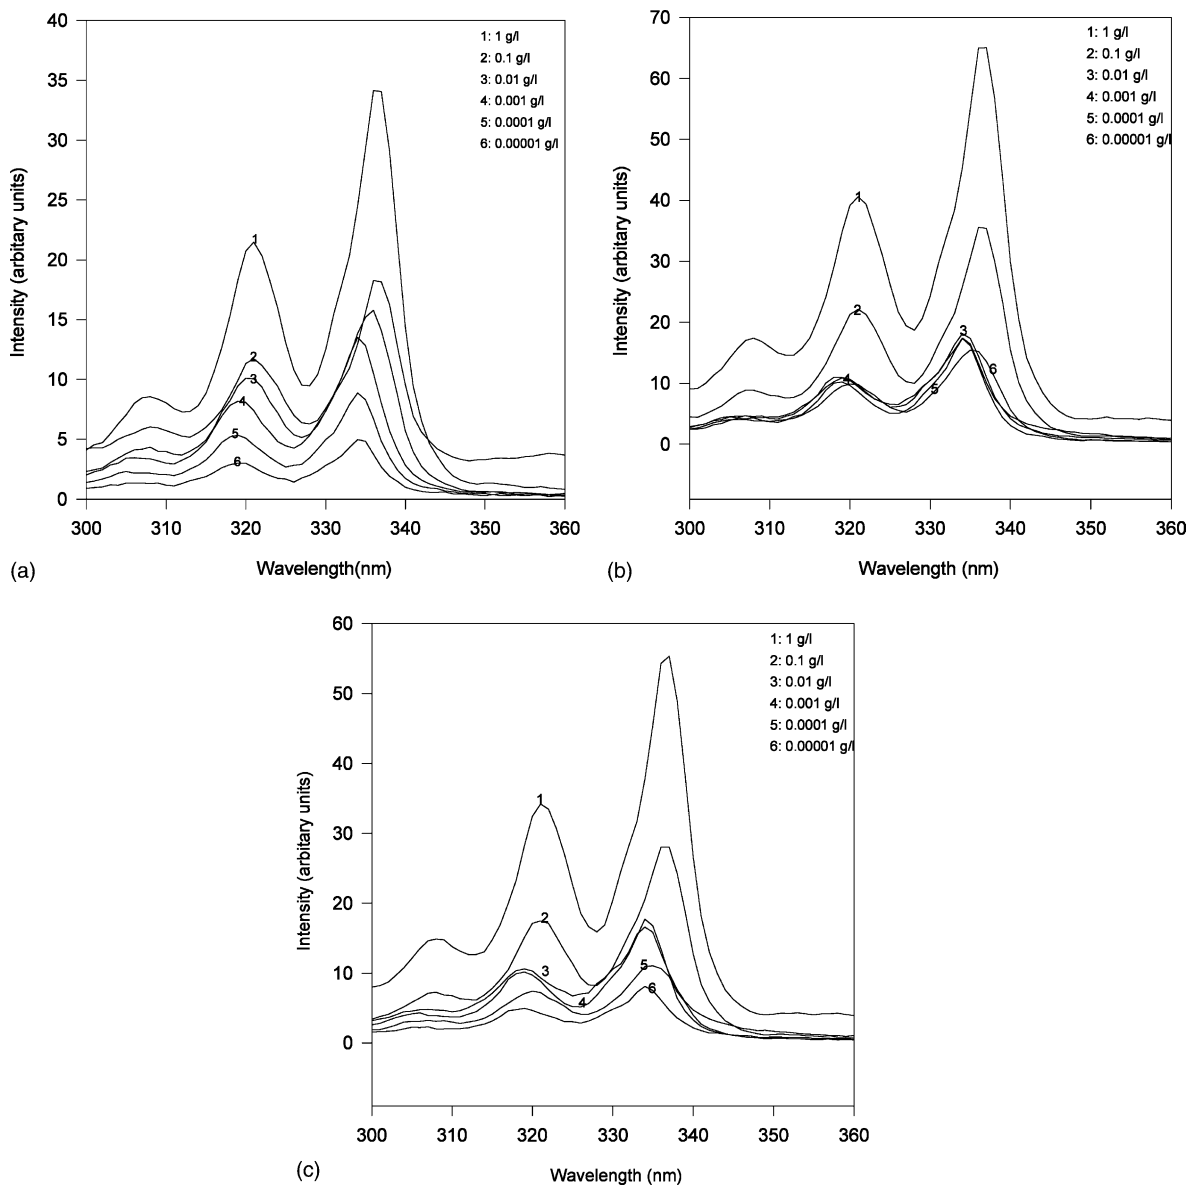 40
35
30
25
20
15
10
5
0
Intensity (arbitary units)
1: 1 g/l
2: 0.1 g/l
3: 0.01 g/l
4: 0.001 g/l
5: 0.0001 g/l
6: 0.00001 g/l
1
2
3
4
5
6
300 310 320 330 340 350 360
Wavelength(nm)
(a)
70
60
50
40
30
20
10
0
Intensity (arbitary units)
1: 1 g/l
2: 0.1 g/l
3: 0.01 g/l
4: 0.001 g/l
5: 0.0001 g/l
6: 0.00001 g/l
1
2
3
4
5
6
300 310 320 330 340 350 360
Wavelength (nm)
(b)
60
50
40
30
20
10
0
Intensity (arbitary units)
1: 1 g/l
2: 0.1 g/l
3: 0.01 g/l
4: 0.001 g/l
5: 0.0001 g/l
6: 0.00001 g/l
1
2
3
4
5
6
300 310 320 330 340 350 360
Wavelength (nm)
(c)